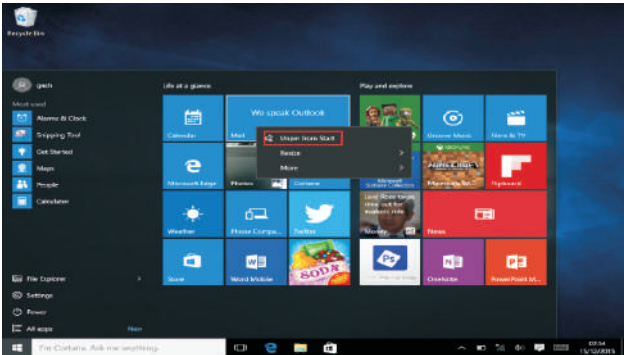 Recycle Bin
gech
Life at a glance
Play and explore
Most used
Alarms & Clock
Snipping Tool
Get Started
Maps
People
Calculator
File Explorer
Settings
Power
All apps
New
Calendar
We speak Outlook
Mail
Unpin from Start
Resize
More
Microsoft Edge
Photos
Cortana
Weather
Phone Compa...
Twitter
Store
Word Mobile
SODA
Groove Music
Films & TV
Microsoft
Solitaire Collection
MINECRAFT
Flipboard
Money
News
Ps
OneNote
PowerPoint M...
I'm Cortana. Ask me anything.
03:54
15/12/2015